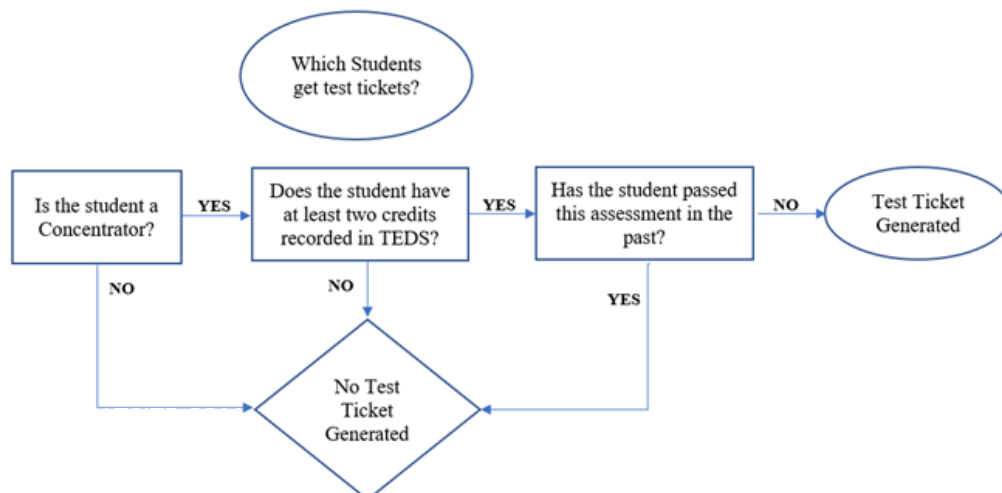 Which Students
get test tickets?
Is the student a
Concentrator?
YES
Does the student have
at least two credits
recorded in TEDS?
YES
Has the student passed
this assessment in the
past?
NO
Test Ticket
Generated
NO
NO
YES
No Test
Ticket
Generated